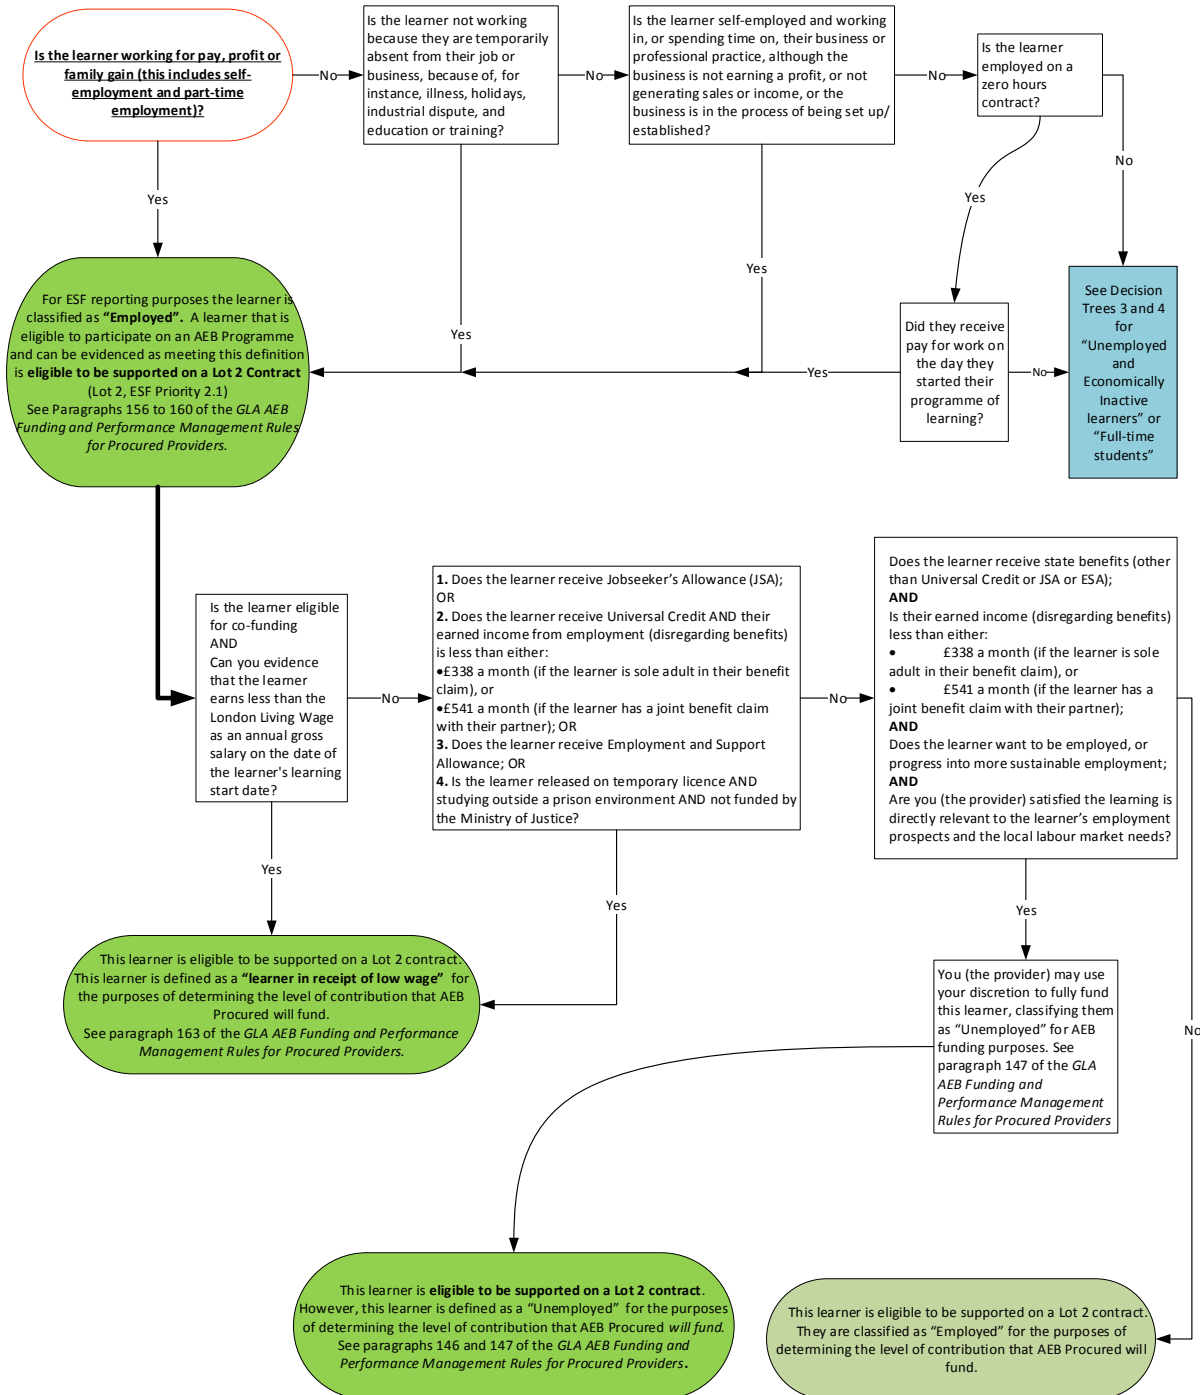 Is the learner working for pay, profit or
family gain (this includes self-
employment and part-time
employment)?
No
Is the learner not working
because they are temporarily
absent from their job or
business, because of, for
instance, illness, holidays,
industrial dispute, and
education or training?
No
Is the learner self-employed and working
in, or spending time on, their business or
professional practice, although the
business is not earning a profit, or not
generating sales or income, or the
business is in the process of being set up/
established?
No
Is the learner
employed on a
zero hours
contract?
Yes
Yes
Yes
Yes
No
For ESF reporting purposes the learner is
classified as “Employed”. A learner that is
eligible to participate on an AEB Programme
and can be evidenced as meeting this definition
is eligible to be supported on a Lot 2 Contract
(Lot 2, ESF Priority 2.1)
See Paragraphs 156 to 160 of the GLA AEB
Funding and Performance Management Rules
for Procured Providers.
Yes
Did they receive
pay for work on
the day they
started their
programme of
learning?
No
See Decision
Trees 3 and 4
for
“Unemployed
and
Economically
Inactive
learners” or
“Full-time
students”
Is the learner eligible
for co-funding
AND
Can you evidence
that the learner
earns less than the
London Living Wage
as an annual gross
salary on the date of
the learner's learning
start date?
No
1. Does the learner receive Jobseeker’s Allowance (JSA);
OR
2. Does the learner receive Universal Credit AND their
earned income from employment (disregarding benefits)
is less than either:
•£338 a month (if the learner is sole adult in their benefit
claim), or
•£541 a month (if the learner has a joint benefit claim
with their partner); OR
3. Does the learner receive Employment and Support
Allowance; OR
4. Is the learner released on temporary licence AND
studying outside a prison environment AND not funded by
the Ministry of Justice?
No
Does the learner receive state benefits (other
than Universal Credit or JSA or ESA);
AND
Is their earned income (disregarding benefits)
less than either:
• £338 a month (if the learner is sole
adult in their benefit claim), or
• £541 a month (if the learner has a
joint benefit claim with their partner);
AND
Does the learner want to be employed, or
progress into more sustainable employment;
AND
Are you (the provider) satisfied the learning is
directly relevant to the learner’s employment
prospects and the local labour market needs?
Yes
Yes
Yes
No
This learner is eligible to be supported on a Lot 2 contract.
This learner is defined as a “learner in receipt of low wage” for
the purposes of determining the level of contribution that AEB
Procured will fund.
See paragraph 163 of the GLA AEB Funding and Performance
Management Rules for Procured Providers.
You (the provider) may use
your discretion to fully fund
this learner, classifying them
as “Unemployed” for AEB
funding purposes. See
paragraph 147 of the GLA
AEB Funding and
Performance Management
Rules for Procured Providers
This learner is eligible to be supported on a Lot 2 contract.
However, this learner is defined as a “Unemployed” for the purposes
of determining the level of contribution that AEB Procured will fund.
See paragraphs 146 and 147 of the GLA AEB Funding and
Performance Management Rules for Procured Providers.
This learner is eligible to be supported on a Lot 2 contract.
They are classified as “Employed” for the purposes of
determining the level of contribution that AEB Procured will
fund.